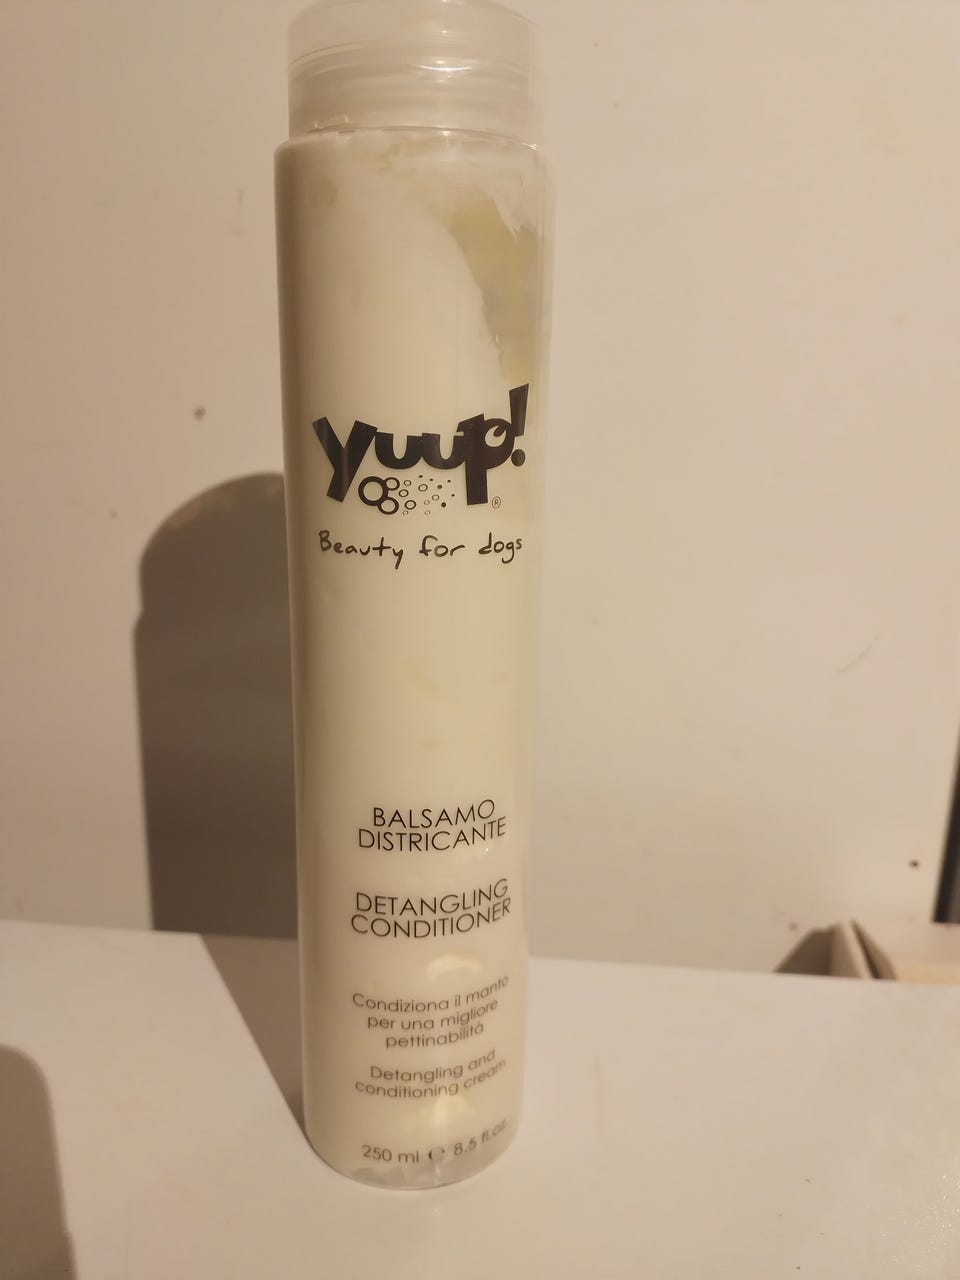 yuup!
®
Beauty for dogs
BALSAMO
DISTRICANTE
DETANGLING
CONDITIONER
Condiziona il manto
per una migliore
pettinabilità
Detangling and
conditioning cream
250 ml ℮ 8.5 fl.oz.